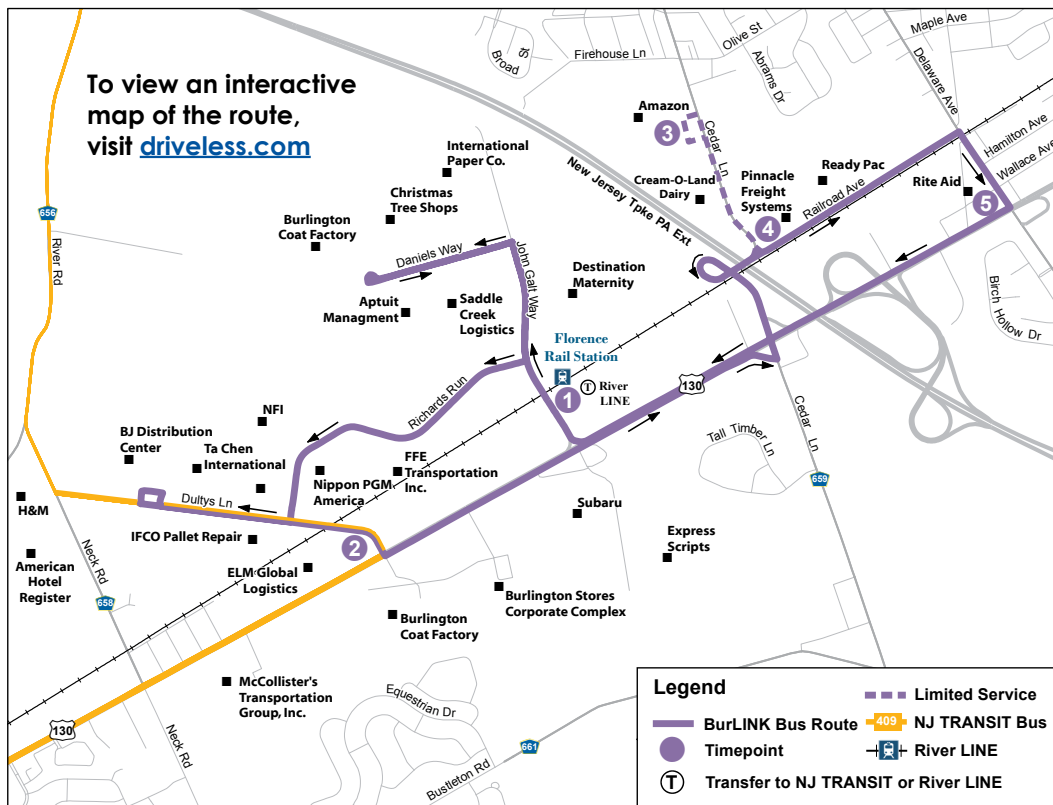 To view an interactive
map of the route,
visit driveless.com
Broad St
Firehouse Ln
Olive St
Abrams Dr
Maple Ave
Delaware Ave
Hamilton Ave
Wallace Ave
Amazon
3
Cedar Ln
International
Paper Co.
Christmas
Tree Shops
Burlington
Coat Factory
New Jersey Tpke PA Ext
Cream-O-Land
Dairy
Pinnacle
Freight
Systems
4
Ready Pac
Railroad Ave
Rite Aid
5
656
River Rd
Daniels Way
John Galt Way
Aptuit
Managment
Saddle
Creek
Logistics
Destination
Maternity
Birch Hollow Dr
Florence
Rail Station
1
T
River
LINE
130
Richards Run
Cedar Ln
Tall Timber Ln
659
NFI
BJ Distribution
Center
Ta Chen
International
Nippon PGM
America
FFE
Transportation
Inc.
Dultys Ln
H&M
IFCO Pallet Repair
2
Subaru
Express
Scripts
American
Hotel
Register
Neck Rd
658
ELM Global
Logistics
Burlington Stores
Corporate Complex
Burlington
Coat Factory
McCollister's
Transportation
Group, Inc.
Equestrian Dr
130
Neck Rd
661
Bustleton Rd
Legend
Limited Service
BurLINK Bus Route
409 NJ TRANSIT Bus
Timepoint
River LINE
T Transfer to NJ TRANSIT or River LINE